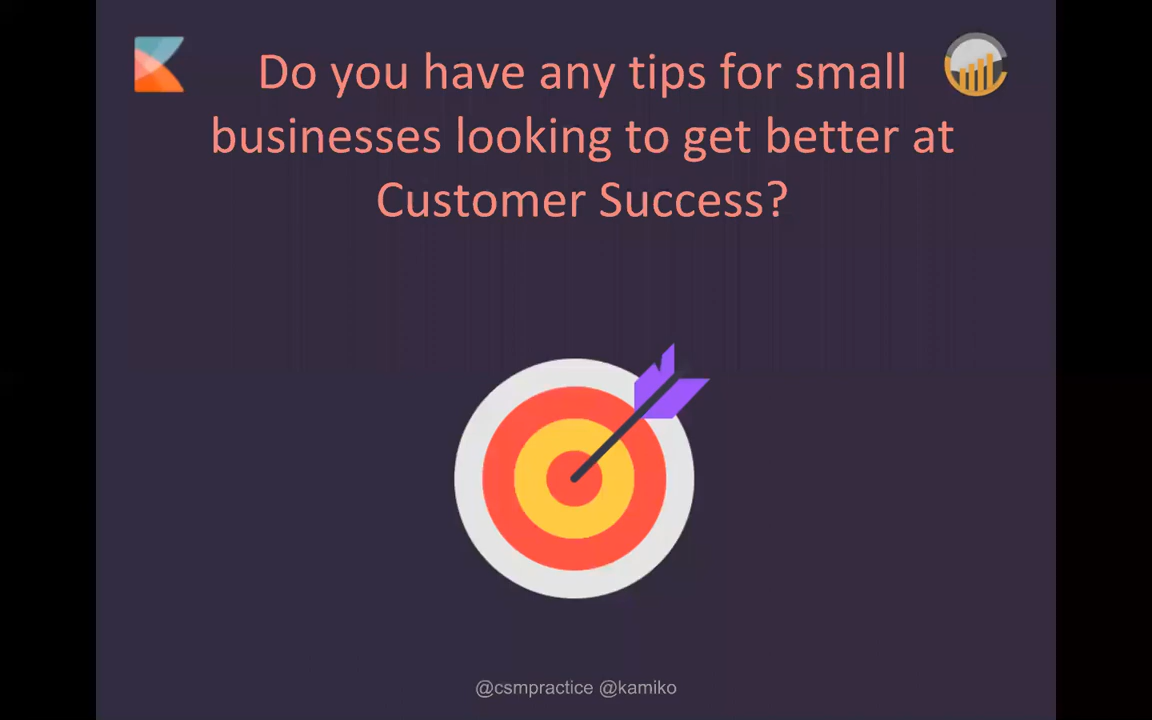 Do you have any tips for small
businesses looking to get better at
Customer Success?
@csmpractice @kamiko